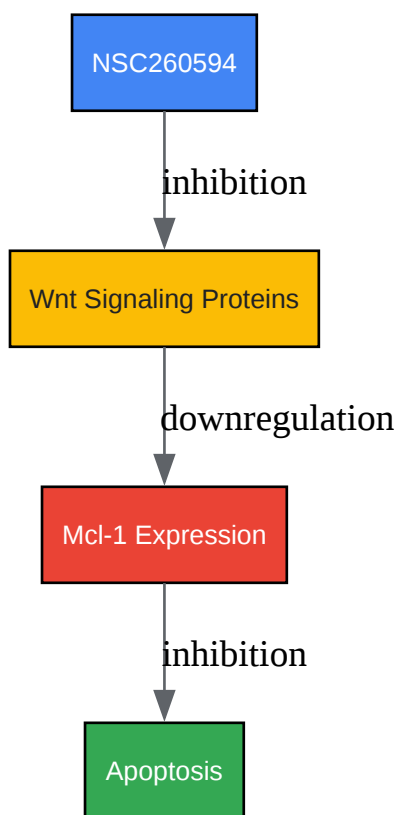 NSC260594
inhibition
Wnt Signaling Proteins
downregulation
Mcl-1 Expression
inhibition
Apoptosis